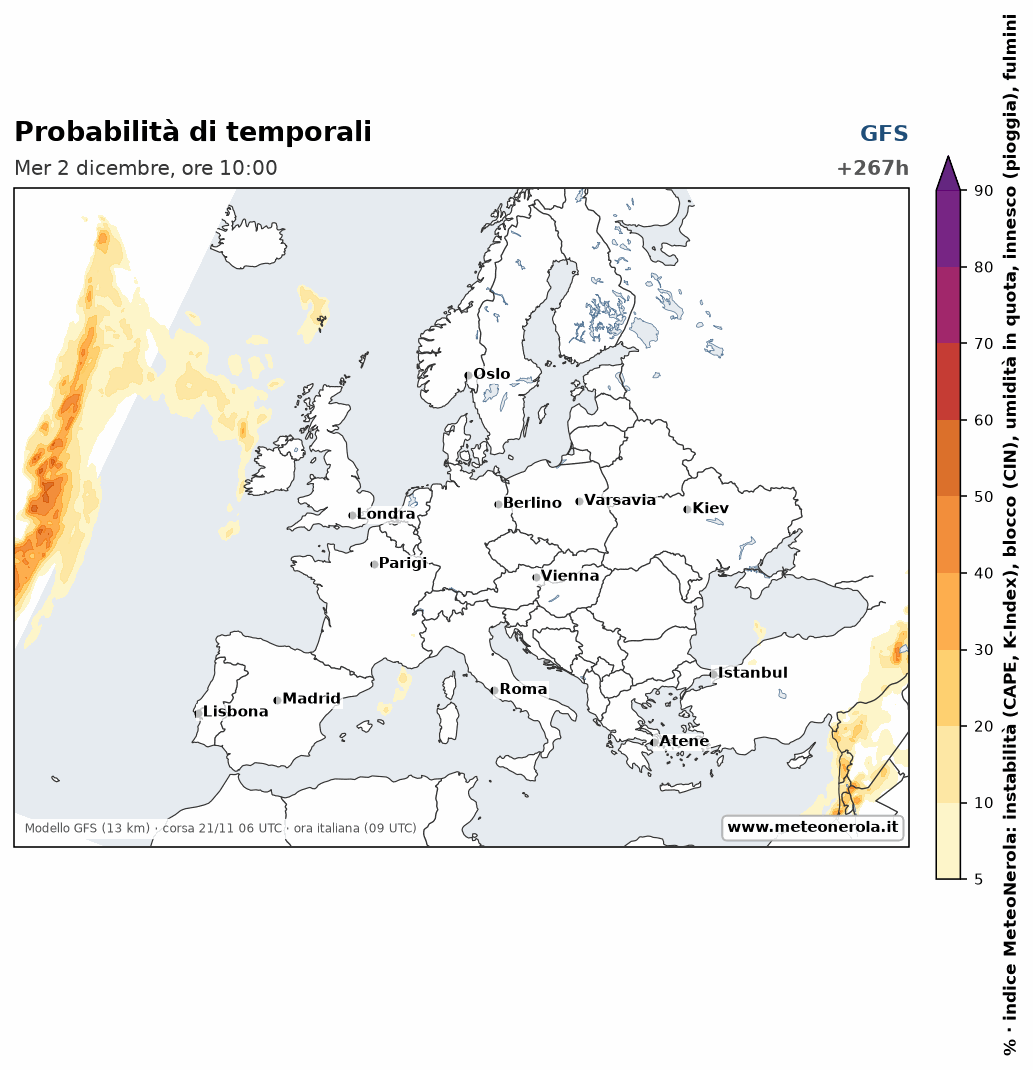 Probabilità di temporali
GFS
Mer 2 dicembre, ore 10:00
+267h
Oslo
Londra
Berlino
Varsavia
Kiev
Parigi
Vienna
Istanbul
Roma
Madrid
Lisbona
Atene
Modello GFS (13 km) · corsa 21/11 06 UTC · ora italiana (09 UTC)
www.meteonerola.it
90
80
70
60
50
40
30
20
10
5
% · indice MeteoNerola: instabilità (CAPE, K-Index), blocco (CIN), umidità in quota, innesco (pioggia), fulmini